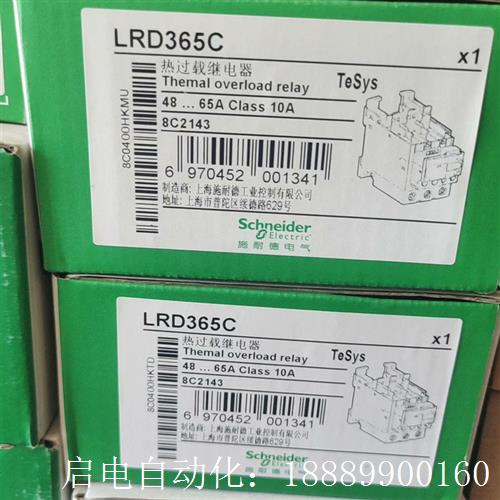 LRD365C
x1
热过载继电器
TeSys
Themal overload relay
48 ... 65A Class 10A
8C2143
8C0400HKMU
6 970452 001341
制造商: 上海施耐德工业控制有限公司
地址: 上海市普陀区绥德路629号
Schneider
Electric
施耐德电气
LRD365C
x1
热过载继电器
TeSys
Themal overload relay
48 ... 65A Class 10A
8C2143
8C0400HKTD
6 970452 001341
制造商: 上海施耐德工业控制有限公司
地址: 上海市普陀区绥德路629号
Schneider
Electric
施耐德电气
启电自动化：18889900160